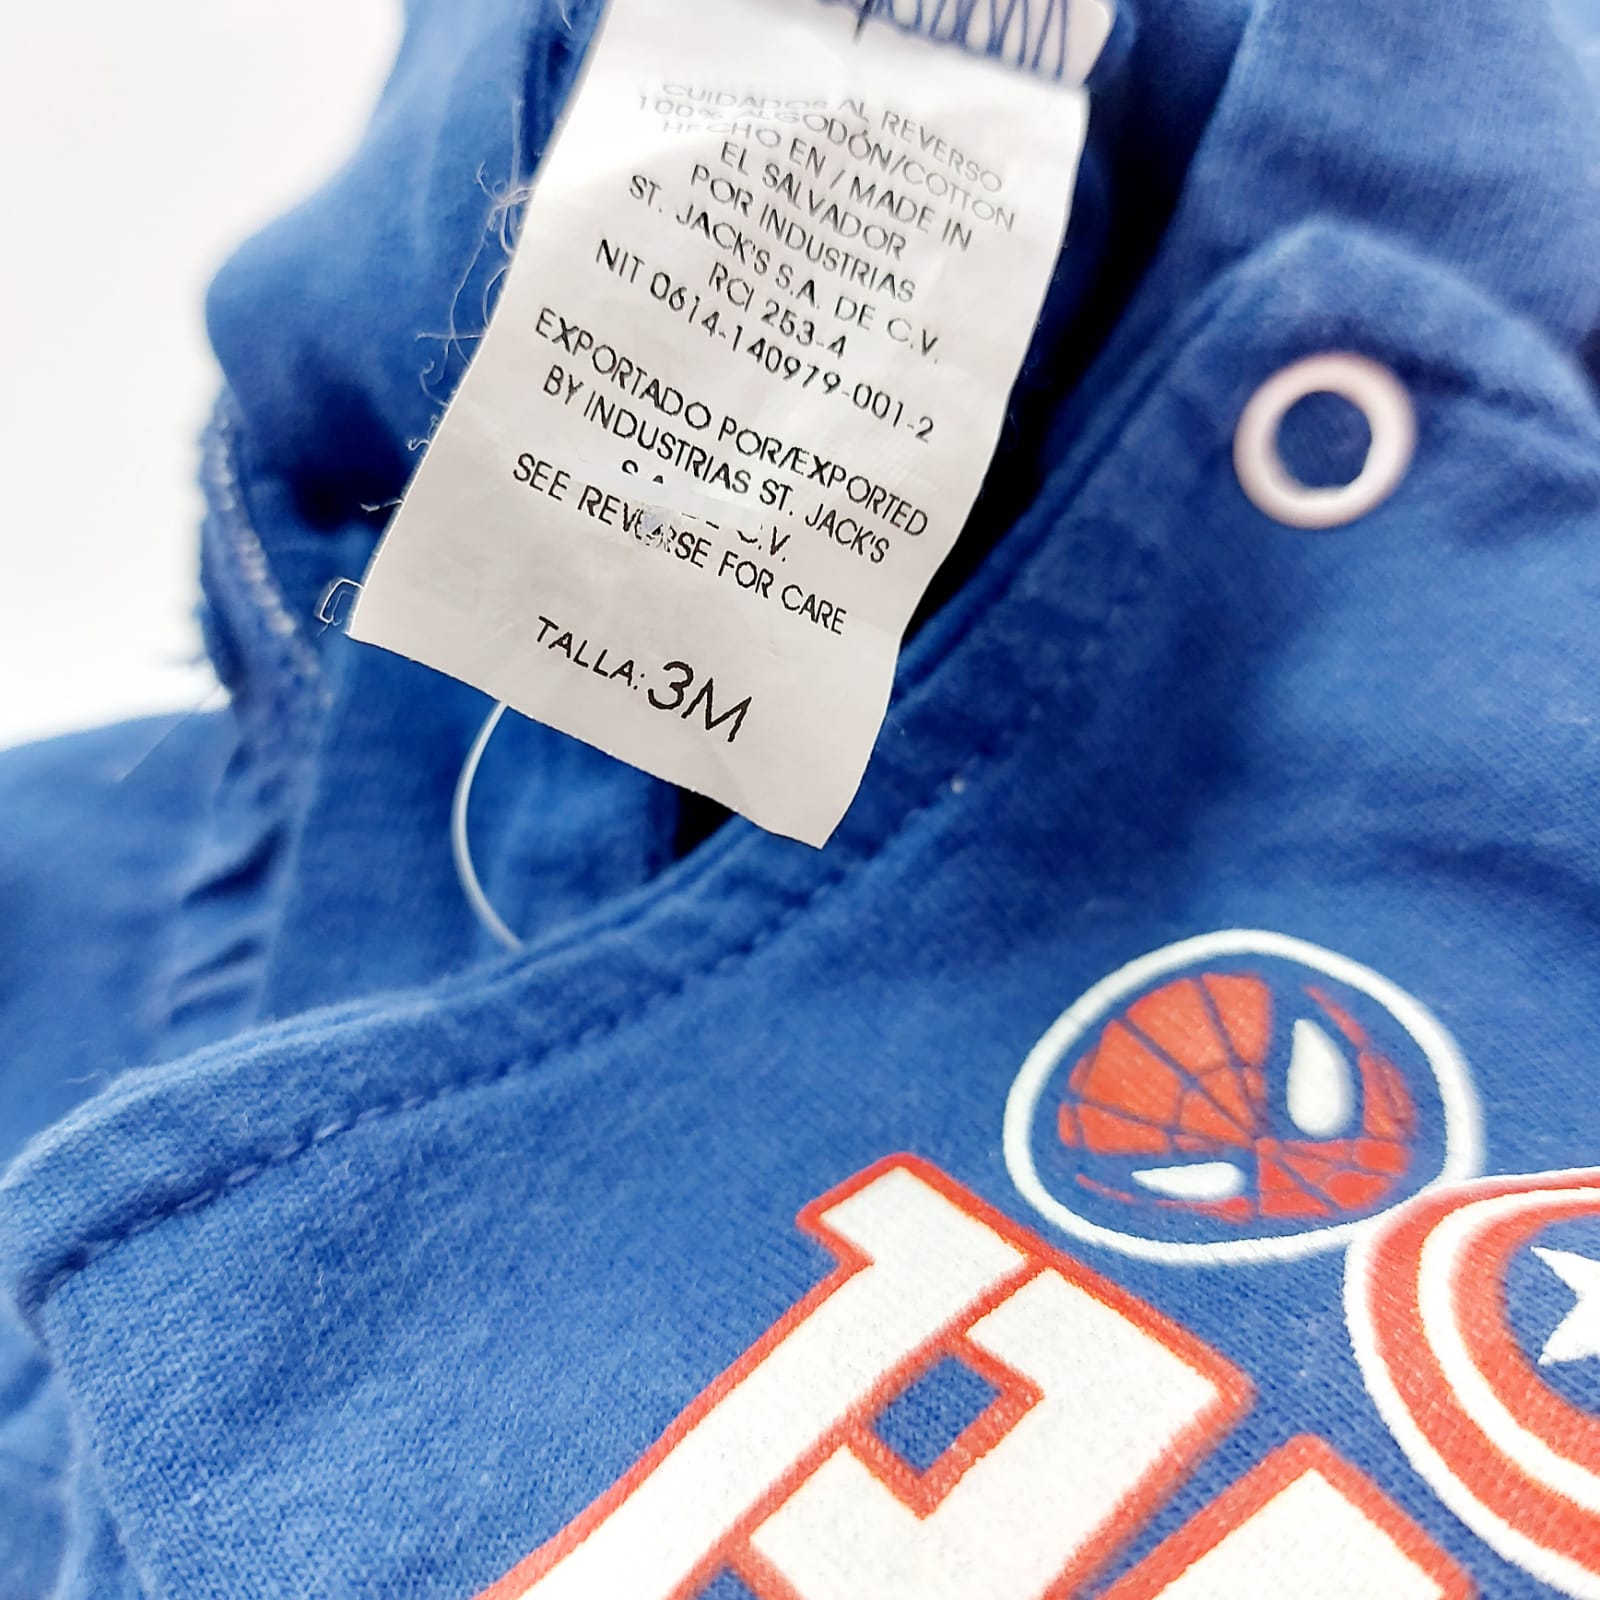 CUIDADOS AL REVERSO
100% ALGODÓN/COTTON
HECHO EN / MADE IN
EL SALVADOR
POR INDUSTRIAS
ST. JACK'S S.A. DE C.V.
RCI 253-4
NIT 0614-140979-001-2
EXPORTADO POR/EXPORTED
BY INDUSTRIAS ST. JACK'S
C.V.
SEE REVERSE FOR CARE
TALLA: 3M